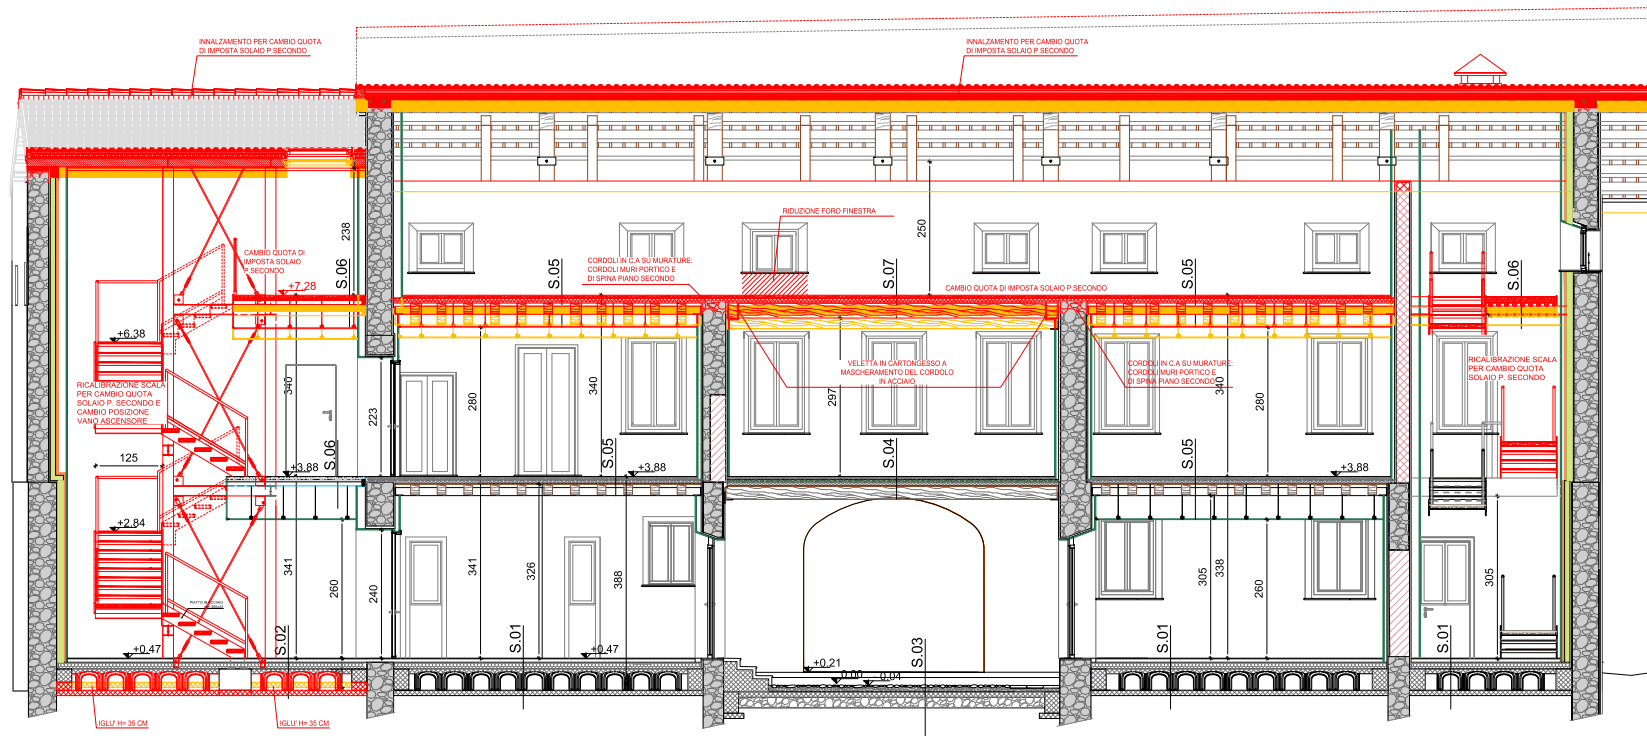 INNALZAMENTO PER CAMBIO QUOTA
DI IMPOSTA SOLAIO P.SECONDO
INNALZAMENTO PER CAMBIO QUOTA
DI IMPOSTA SOLAIO P.SECONDO
RIDUZIONE FORO FINESTRA
238
250
CAMBIO QUOTA DI
IMPOSTA SOLAIO
P.SECONDO
S.06
CORDOLI IN C.A SU MURATURE:
CORDOLI MURI PORTICO E
DI SPINA PIANO SECONDO
S.05
S.07
S.05
S.06
+7,28
CAMBIO QUOTA DI IMPOSTA SOLAIO P.SECONDO
+6.38
RICALIBRAZIONE SCALA
PER CAMBIO QUOTA
SOLAIO P. SECONDO E
CAMBIO POSIZIONE
VANO ASCENSORE
340
223
280
340
VELETTA IN CARTONGESSO A
MASCHERAMENTO DEL CORDOLO
IN ACCIAIO
297
CORDOLI IN C.A SU MURATURE:
CORDOLI MURI PORTICO E
DI SPINA PIANO SECONDO
340
280
RICALIBRAZIONE SCALA
PER CAMBIO QUOTA
SOLAIO P. SECONDO
125
S.06
S.05
S.04
S.05
+3.88
+3.88
+3.88
+2.84
341
260
240
341
326
388
305
338
260
305
S.02
S.01
S.03
S.01
S.01
+0.47
+0.47
+0.21
0.00
0.04
IGLU' H= 35 CM
IGLU' H= 35 CM